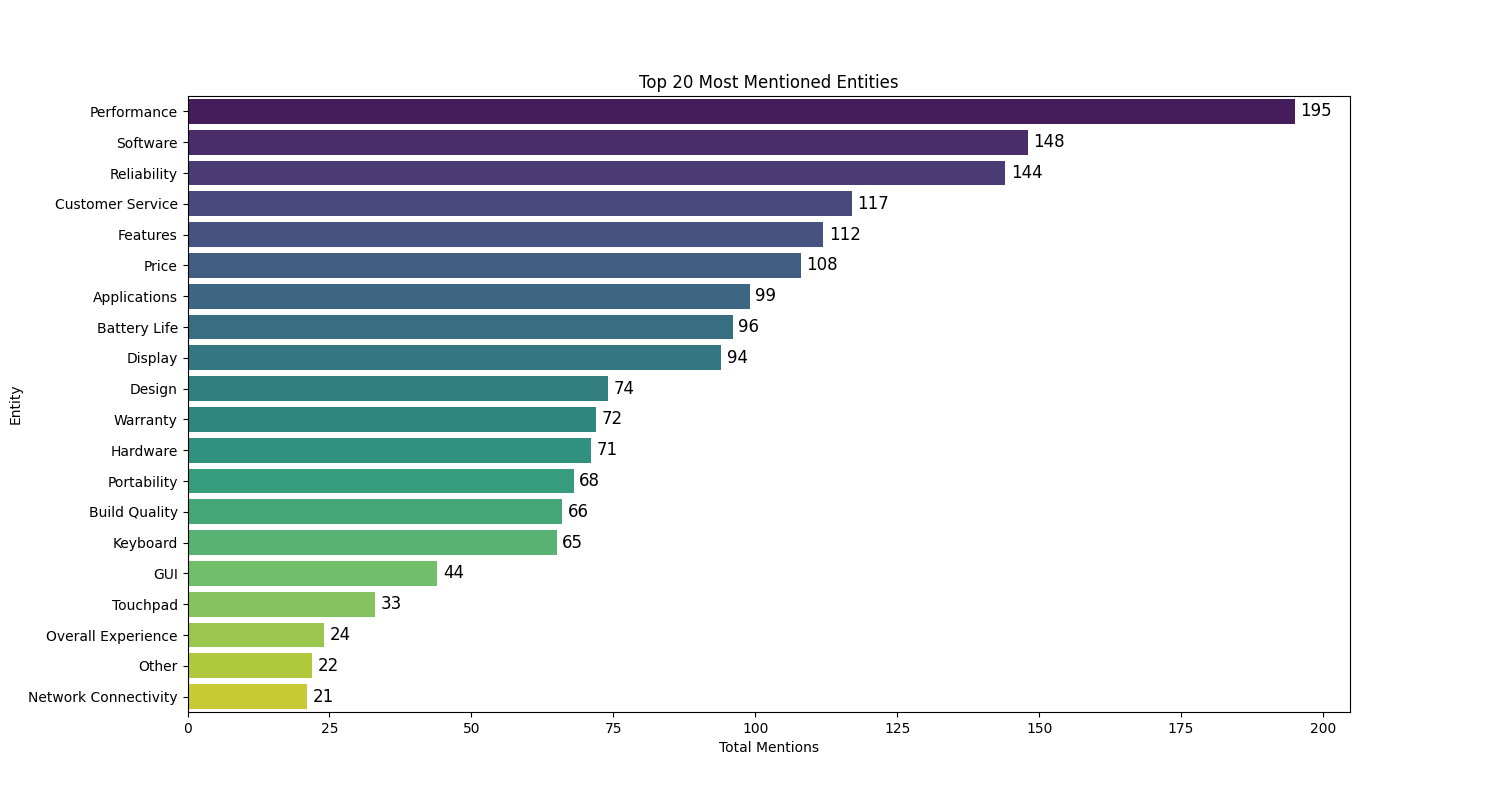 Top 20 Most Mentioned Entities
Entity
Performance 195
Software 148
Reliability 144
Customer Service 117
Features 112
Price 108
Applications 99
Battery Life 96
Display 94
Design 74
Warranty 72
Hardware 71
Portability 68
Build Quality 66
Keyboard 65
GUI 44
Touchpad 33
Overall Experience 24
Other 22
Network Connectivity 21
0 25 50 75 100 125 150 175 200
Total Mentions